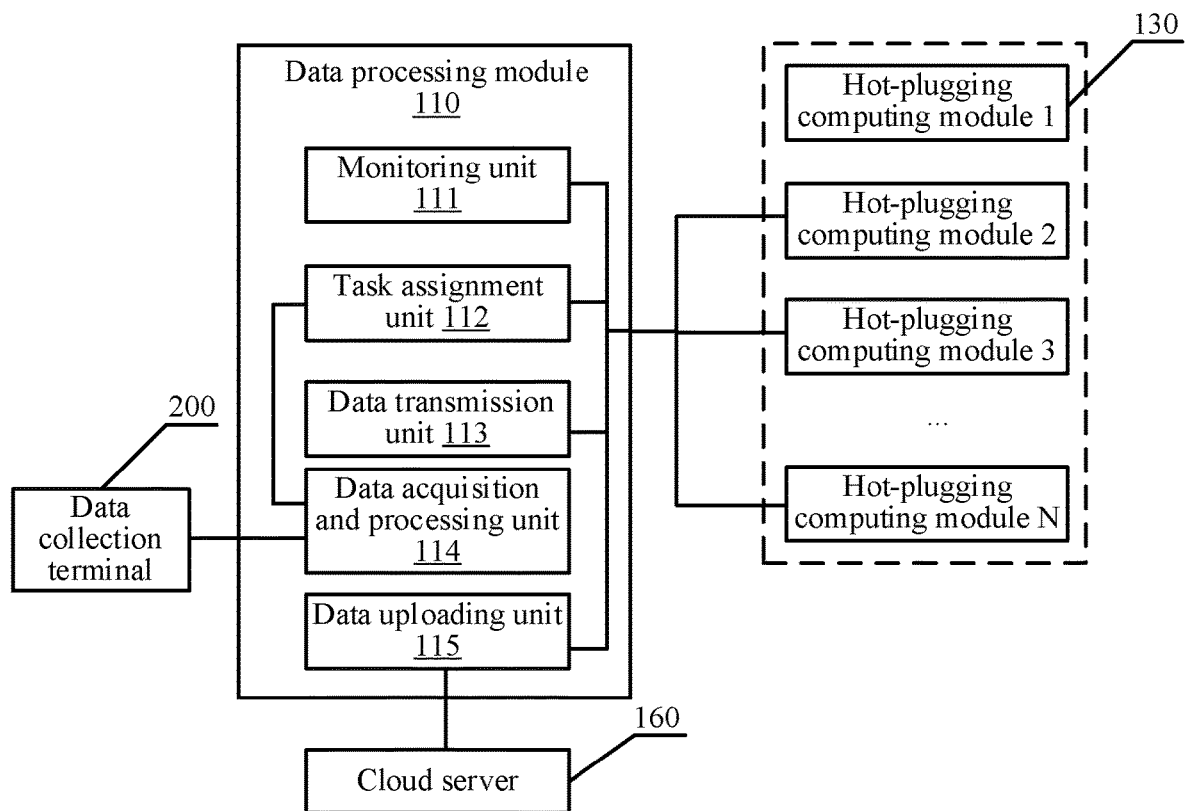 Data processing module
110
Monitoring unit
111
Task assignment
unit 112
Data transmission
unit 113
Data acquisition
and processing unit
114
Data uploading unit
115
200
Data
collection
terminal
160
Cloud server
130
Hot-plugging
computing module 1
Hot-plugging
computing module 2
Hot-plugging
computing module 3
...
Hot-plugging
computing module N